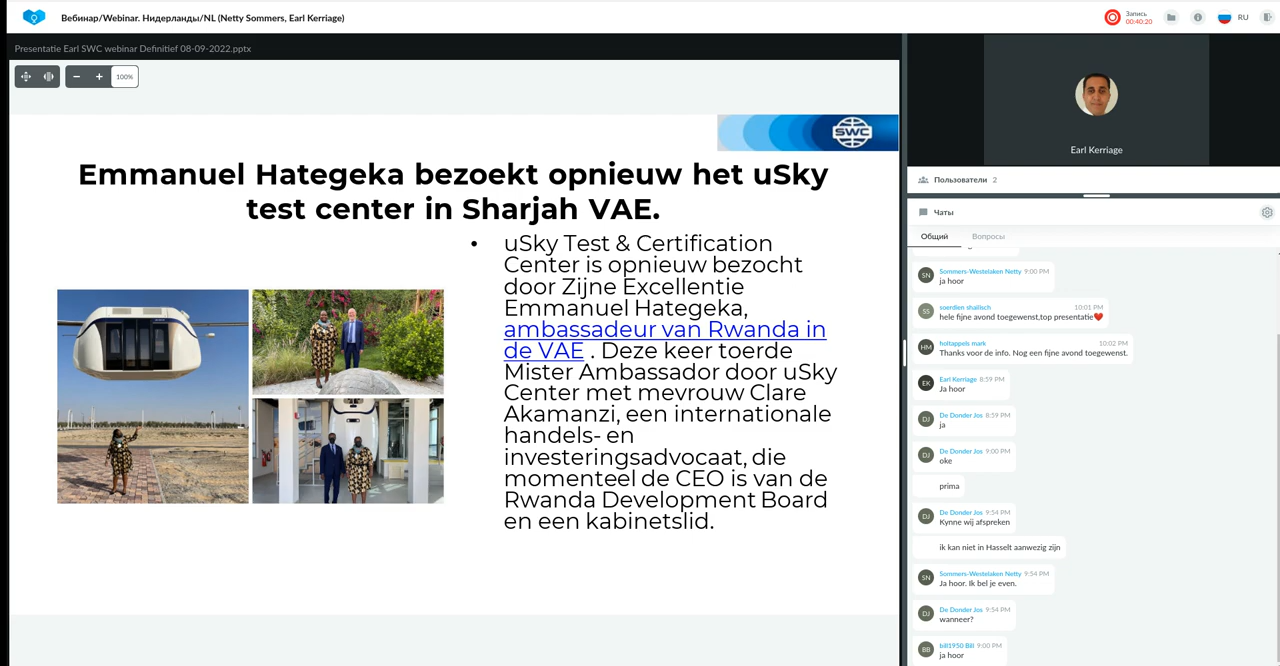 Вебинар/Webinar. Нидерланды/NL (Netty Sommers, Earl Kerriage)
Запись
00:40:20
RU
Presentatie Earl SWC webinar Definitief 08-09-2022.pptx
100%
SWC
Emmanuel Hategeka bezoekt opnieuw het uSky
test center in Sharjah VAE.
• uSky Test & Certification
Center is opnieuw bezocht
door Zijne Excellentie
Emmanuel Hategeka,
ambassadeur van Rwanda in
de VAE . Deze keer toerde
Mister Ambassador door uSky
Center met mevrouw Clare
Akamanzi, een internationale
handels- en
investeringsadvocaat, die
momenteel de CEO is van de
Rwanda Development Board
en een kabinetslid.
Earl Kerriage
Пользователи 2
Чаты
Общий Вопросы
SN Sommers-Westelaken Netty 9:00 PM
ja hoor
SS soerdien shailisch 10:01 PM
hele fijne avond toegewenst,top presentatie❤️
HM holtappels mark 10:02 PM
Thanks voor de info. Nog een fijne avond toegewenst.
EK Earl Kerriage 8:59 PM
Ja hoor
DJ De Donder Jos 8:59 PM
ja
DJ De Donder Jos 9:00 PM
oke
prima
DJ De Donder Jos 9:54 PM
Kynne wij afspreken
ik kan niet in Hasselt aanwezig zijn
SN Sommers-Westelaken Netty 9:54 PM
Ja hoor. Ik bel je even.
DJ De Donder Jos 9:54 PM
wanneer?
BB bill1950 Bill 9:00 PM
ja hoor